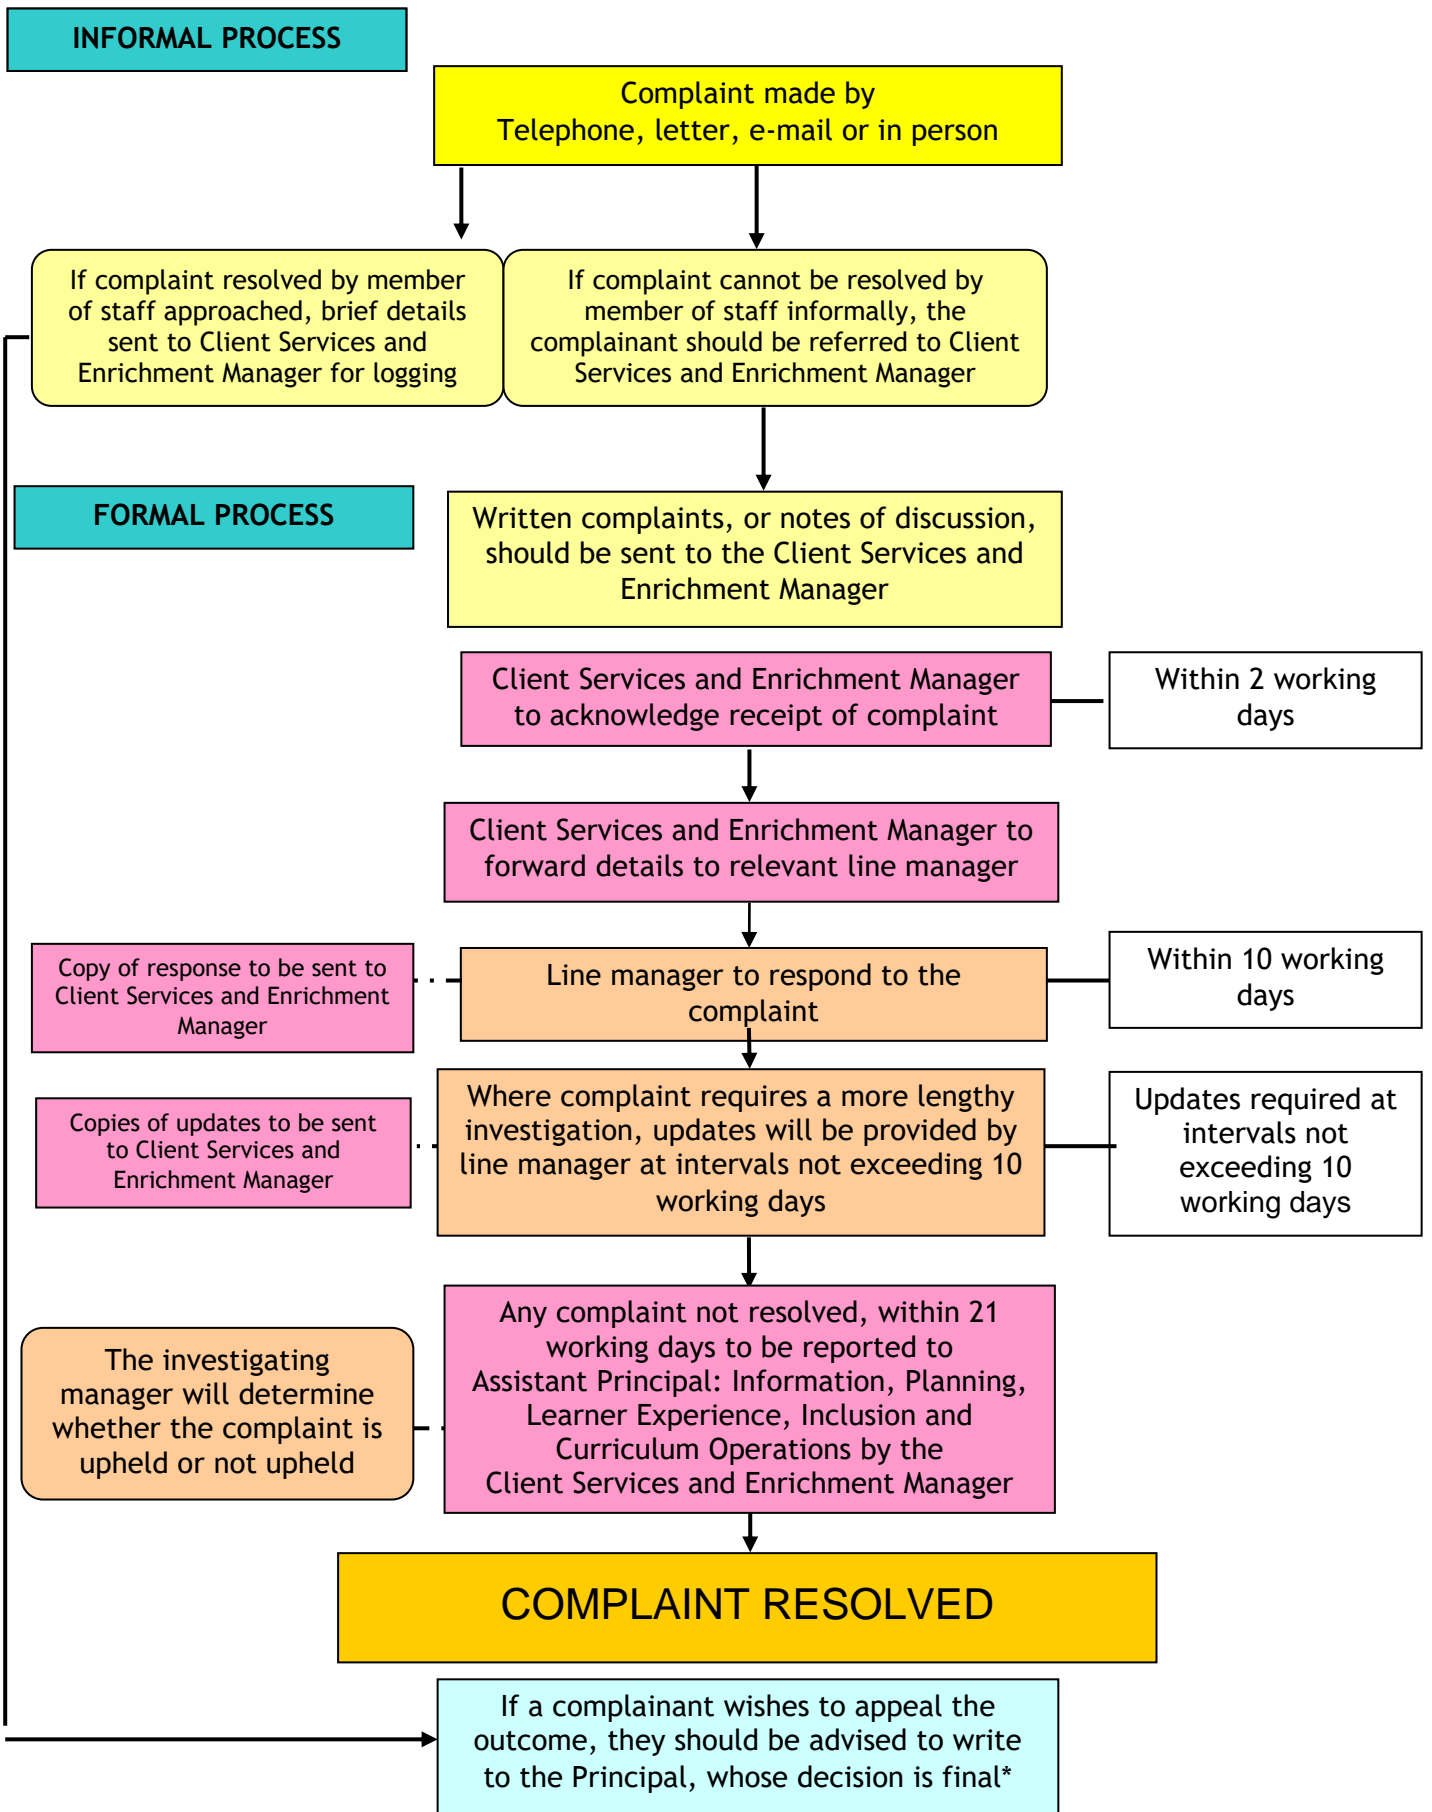 INFORMAL PROCESS
Complaint made by
Telephone, letter, e-mail or in person
If complaint resolved by member
of staff approached, brief details
sent to Client Services and
Enrichment Manager for logging
If complaint cannot be resolved by
member of staff informally, the
complainant should be referred to Client
Services and Enrichment Manager
FORMAL PROCESS
Written complaints, or notes of discussion,
should be sent to the Client Services and
Enrichment Manager
Client Services and Enrichment Manager
to acknowledge receipt of complaint
Within 2 working
days
Client Services and Enrichment Manager to
forward details to relevant line manager
Copy of response to be sent to
Client Services and Enrichment
Manager
Line manager to respond to the
complaint
Within 10 working
days
Copies of updates to be sent
to Client Services and
Enrichment Manager
Where complaint requires a more lengthy
investigation, updates will be provided by
line manager at intervals not exceeding 10
working days
Updates required at
intervals not
exceeding 10
working days
The investigating
manager will determine
whether the complaint is
upheld or not upheld
Any complaint not resolved, within 21
working days to be reported to
Assistant Principal: Information, Planning,
Learner Experience, Inclusion and
Curriculum Operations by the
Client Services and Enrichment Manager
COMPLAINT RESOLVED
If a complainant wishes to appeal the
outcome, they should be advised to write
to the Principal, whose decision is final*